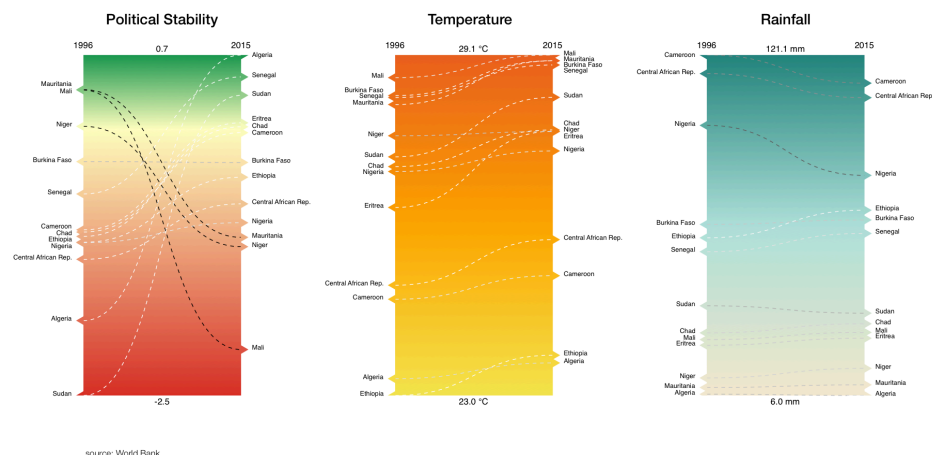 Political Stability
1996
0.7
2015
Mauritania
Mali
Niger
Burkina Faso
Senegal
Cameroon
Chad
Ethiopia
Nigeria
Central African Rep.
Algeria
Sudan
Algeria
Senegal
Sudan
Eritrea
Chad
Cameroon
Burkina Faso
Ethiopia
Central African Rep.
Nigeria
Mauritania
Niger
Mali
-2.5
Temperature
1996
29.1 °C
2015
Mali
Burkina Faso
Senegal
Mauritania
Niger
Sudan
Chad
Nigeria
Eritrea
Central African Rep.
Cameroon
Algeria
Ethiopia
Mali
Mauritania
Burkina Faso
Senegal
Sudan
Chad
Niger
Eritrea
Nigeria
Central African Rep.
Cameroon
Ethiopia
Algeria
23.0 °C
Rainfall
1996
121.1 mm
2015
Cameroon
Central African Rep.
Nigeria
Burkina Faso
Ethiopia
Senegal
Sudan
Chad
Mali
Eritrea
Niger
Mauritania
Algeria
Cameroon
Central African Rep
Nigeria
Ethiopia
Burkina Faso
Senegal
Sudan
Chad
Mali
Eritrea
Niger
Mauritania
Algeria
6.0 mm
source: World Bank